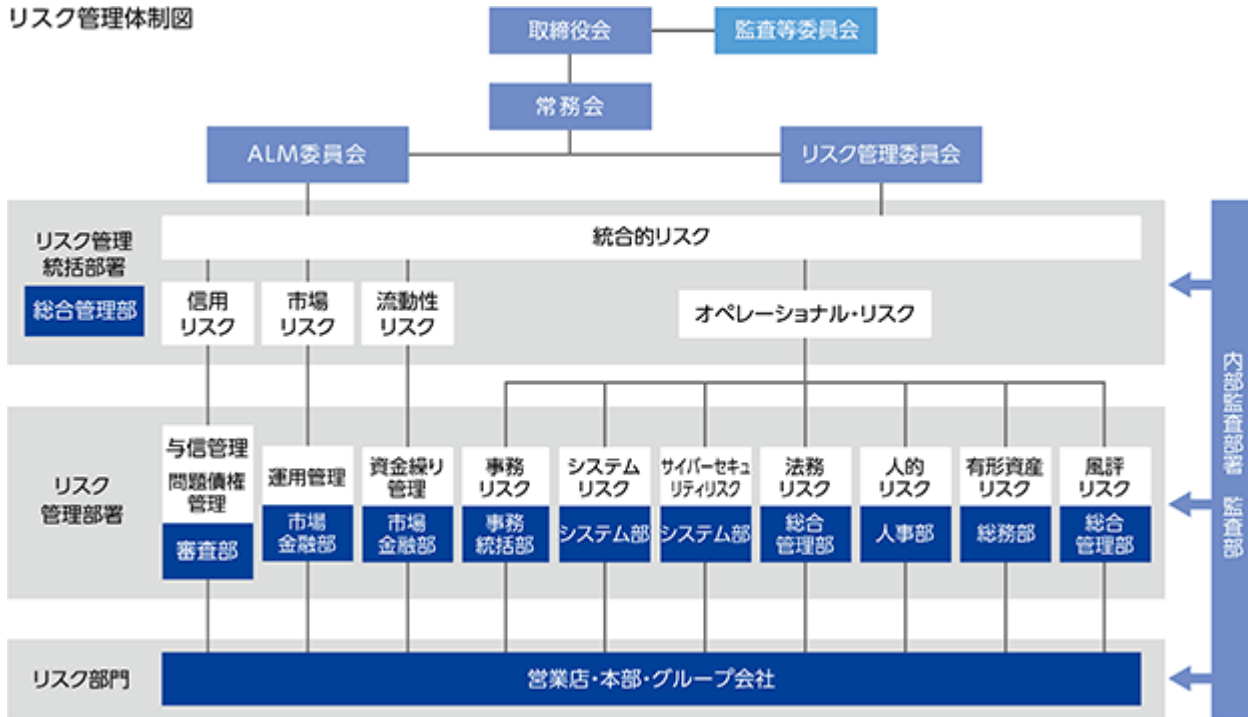 リスク管理体制図
取締役会
監査等委員会
常務会
ALM委員会
リスク管理委員会
リスク管理
統括部署
総合管理部
統合的リスク
信用
リスク
市場
リスク
流動性
リスク
オペレーショナル・リスク
リスク
管理部署
与信管理
問題債権
管理
審査部
運用管理
市場
金融部
資金繰り
管理
市場
金融部
事務
リスク
事務
統括部
システム
リスク
システム部
サイバーセキュ
リティリスク
システム部
法務
リスク
総合
管理部
人的
リスク
人事部
有形資産
リスク
総務部
風評
リスク
総合
管理部
リスク部門
営業店・本部・グループ会社
内部監査部署 監査部